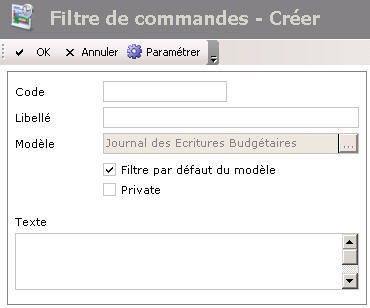 Filtre de commandes - Créer
OK Annuler Paramétrer
Code
Libellé
Modèle Journal des Ecritures Budgétaires ...
Filtre par défaut du modèle
Private
Texte